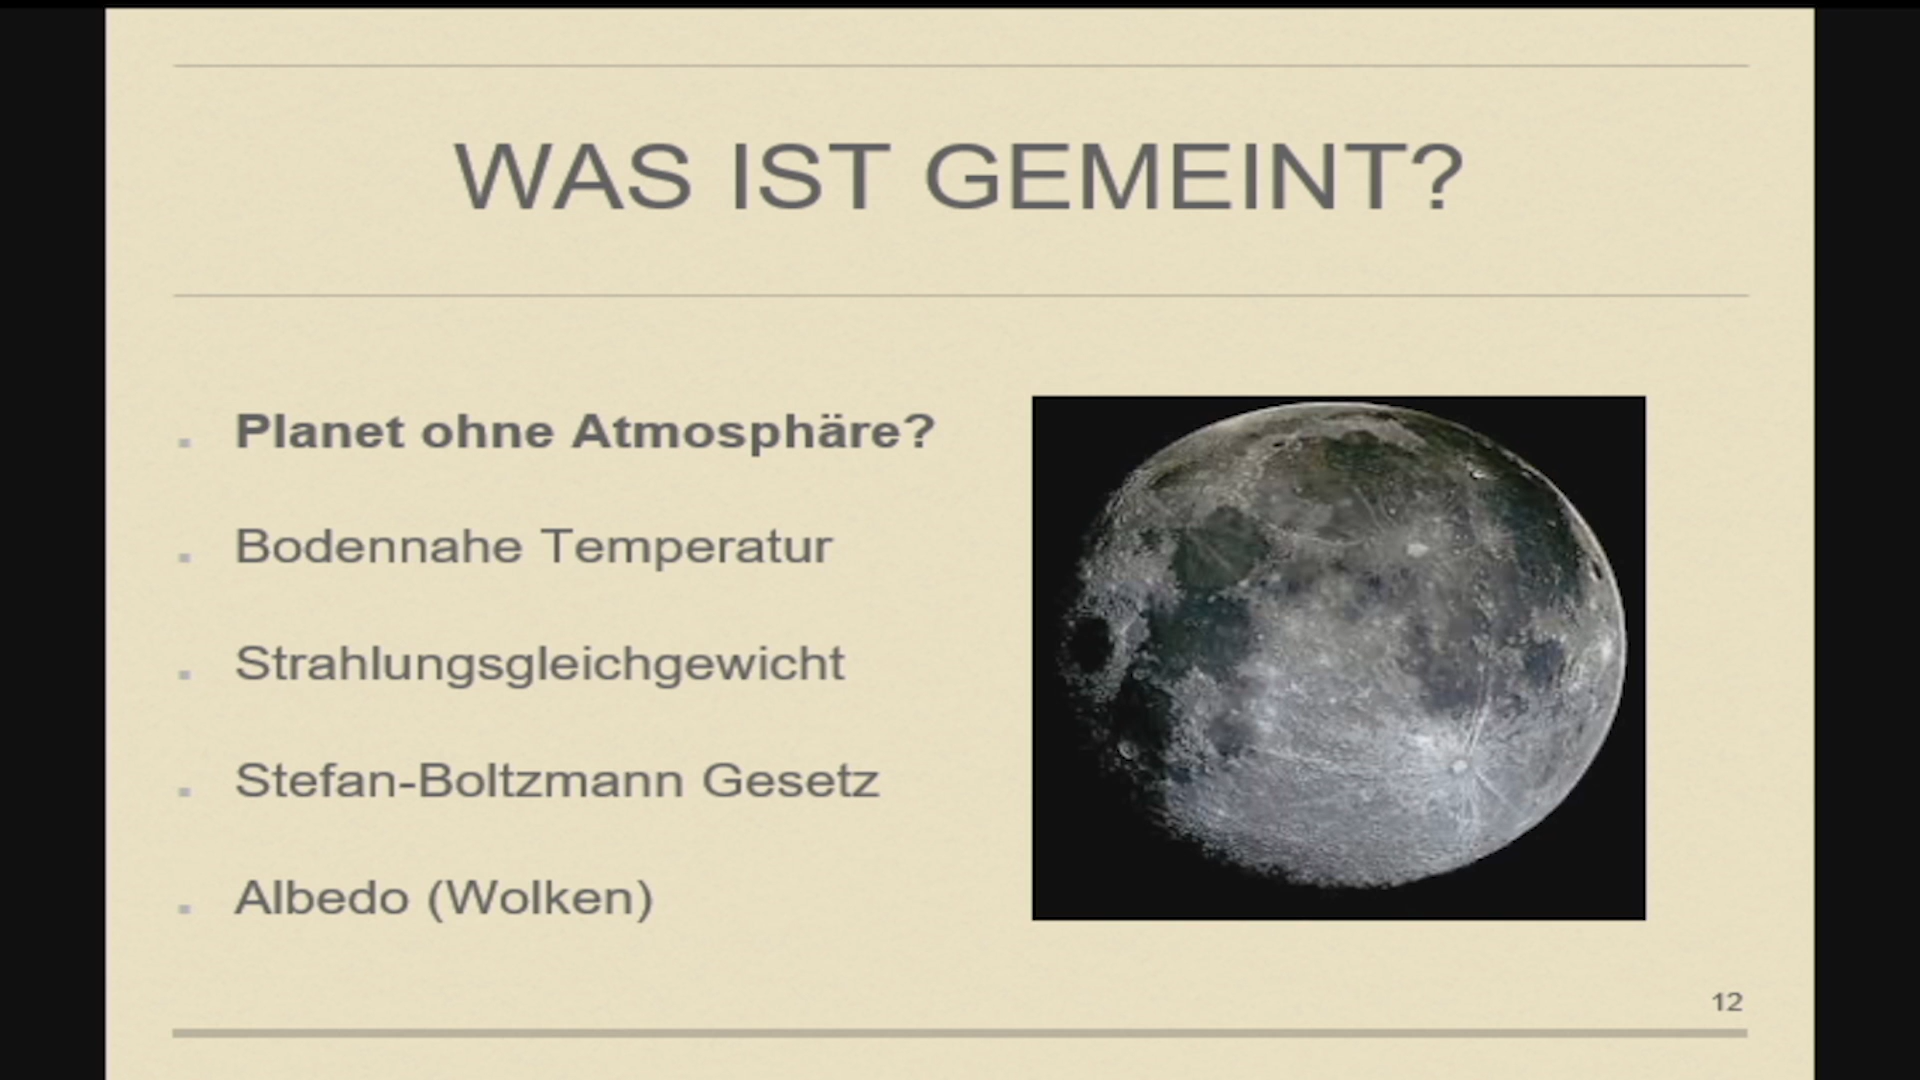 WAS IST GEMEINT?
Planet ohne Atmosphäre?
Bodennahe Temperatur
Strahlungsgleichgewicht
Stefan-Boltzmann Gesetz
Albedo (Wolken)
12